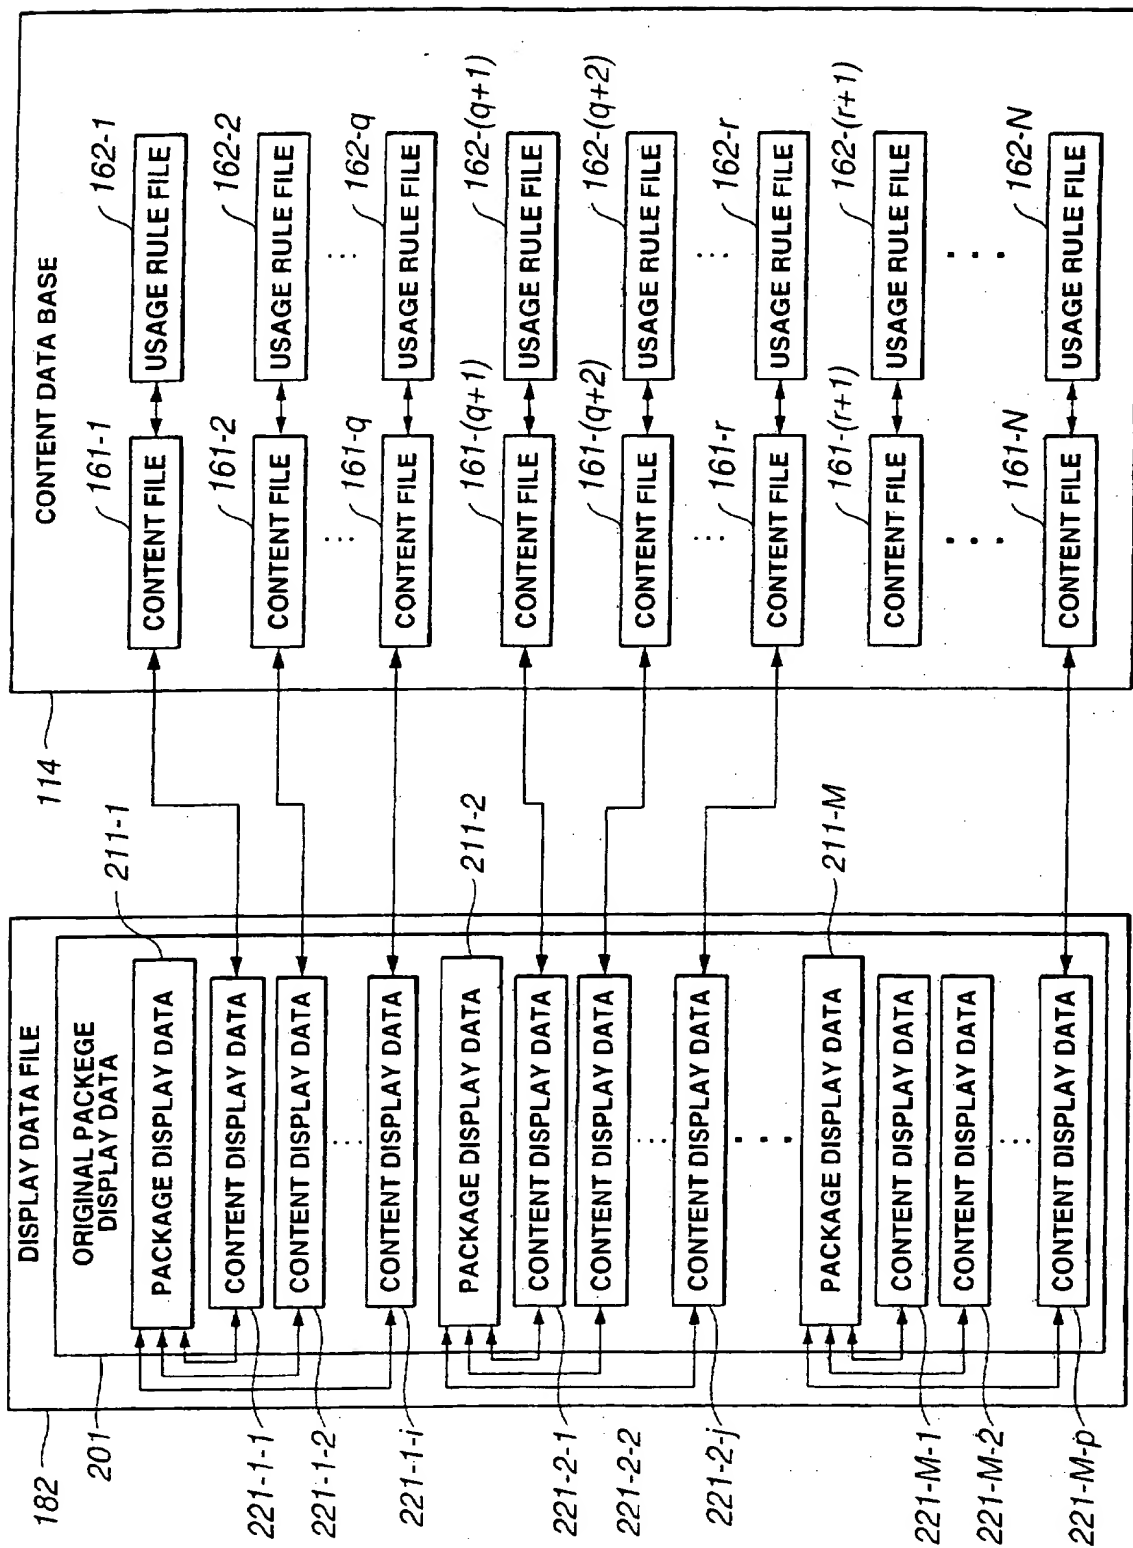 DISPLAY DATA FILE
ORIGINAL PACKEGE
DISPLAY DATA
PACKAGE DISPLAY DATA
CONTENT DISPLAY DATA
CONTENT DISPLAY DATA
CONTENT DISPLAY DATA
PACKAGE DISPLAY DATA
CONTENT DISPLAY DATA
CONTENT DISPLAY DATA
CONTENT DISPLAY DATA
PACKAGE DISPLAY DATA
CONTENT DISPLAY DATA
CONTENT DISPLAY DATA
CONTENT DISPLAY DATA
182
201
221-1-1
221-1-2
221-1-i
221-2-1
221-2-2
221-2-j
221-M-1
221-M-2
221-M-p
211-1
211-2
211-M
114
CONTENT DATA BASE
161-1
CONTENT FILE
162-1
USAGE RULE FILE
161-2
CONTENT FILE
162-2
USAGE RULE FILE
161-q
CONTENT FILE
162-q
USAGE RULE FILE
161-(q+1)
CONTENT FILE
162-(q+1)
USAGE RULE FILE
161-(q+2)
CONTENT FILE
162-(q+2)
USAGE RULE FILE
161-r
CONTENT FILE
162-r
USAGE RULE FILE
161-(r+1)
CONTENT FILE
162-(r+1)
USAGE RULE FILE
161-N
CONTENT FILE
162-N
USAGE RULE FILE